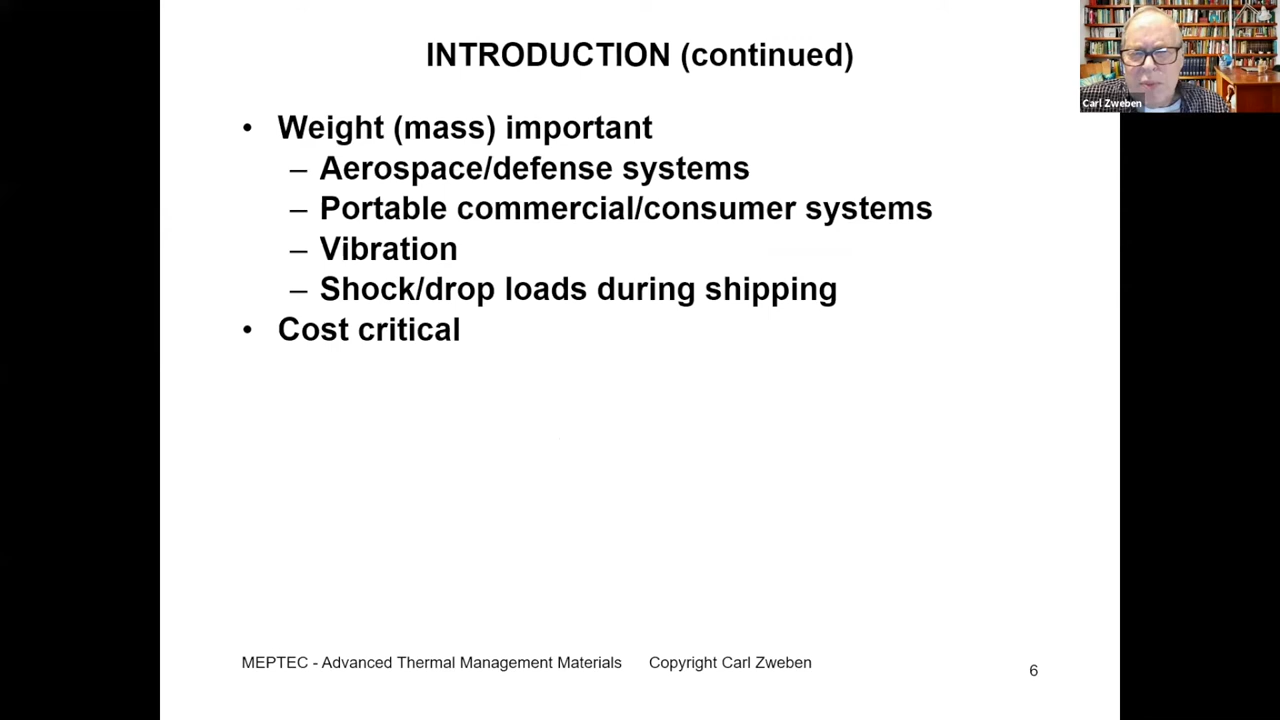 INTRODUCTION (continued)
Carl Zweben
• Weight (mass) important
– Aerospace/defense systems
– Portable commercial/consumer systems
– Vibration
– Shock/drop loads during shipping
• Cost critical
MEPTEC - Advanced Thermal Management Materials Copyright Carl Zweben
6